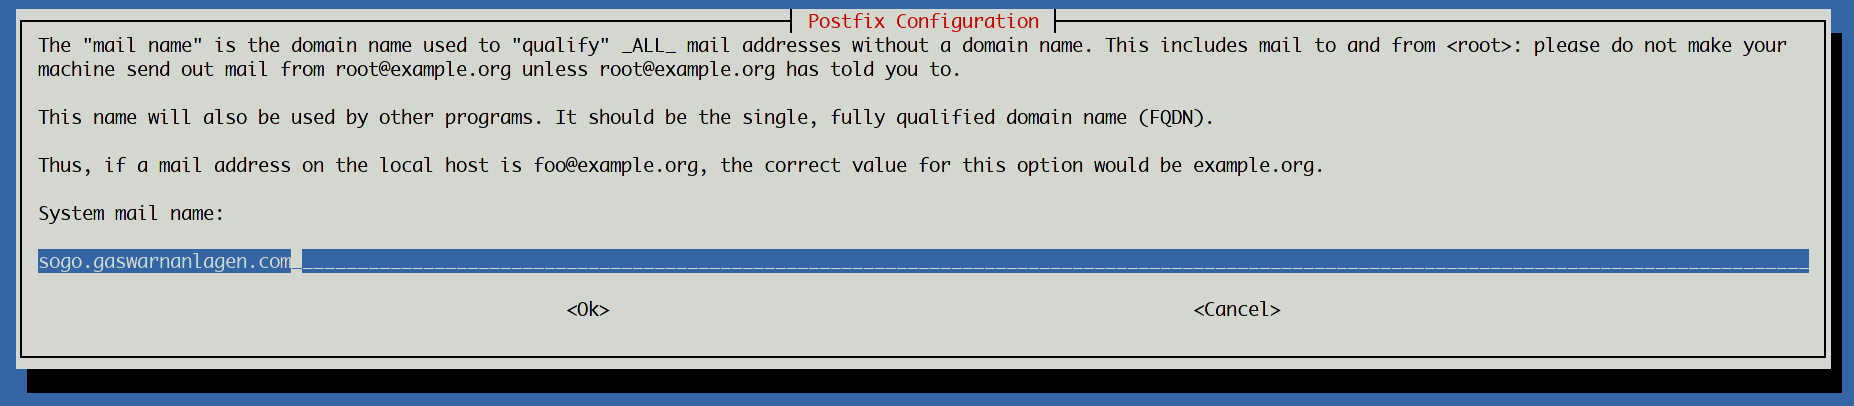 Postfix Configuration
The "mail name" is the domain name used to "qualify" _ALL_ mail addresses without a domain name. This includes mail to and from <root>: please do not make your
machine send out mail from root@example.org unless root@example.org has told you to.
This name will also be used by other programs. It should be the single, fully qualified domain name (FQDN).
Thus, if a mail address on the local host is foo@example.org, the correct value for this option would be example.org.
System mail name:
sogo.gaswarnanlagen.com
<Ok> <Cancel>